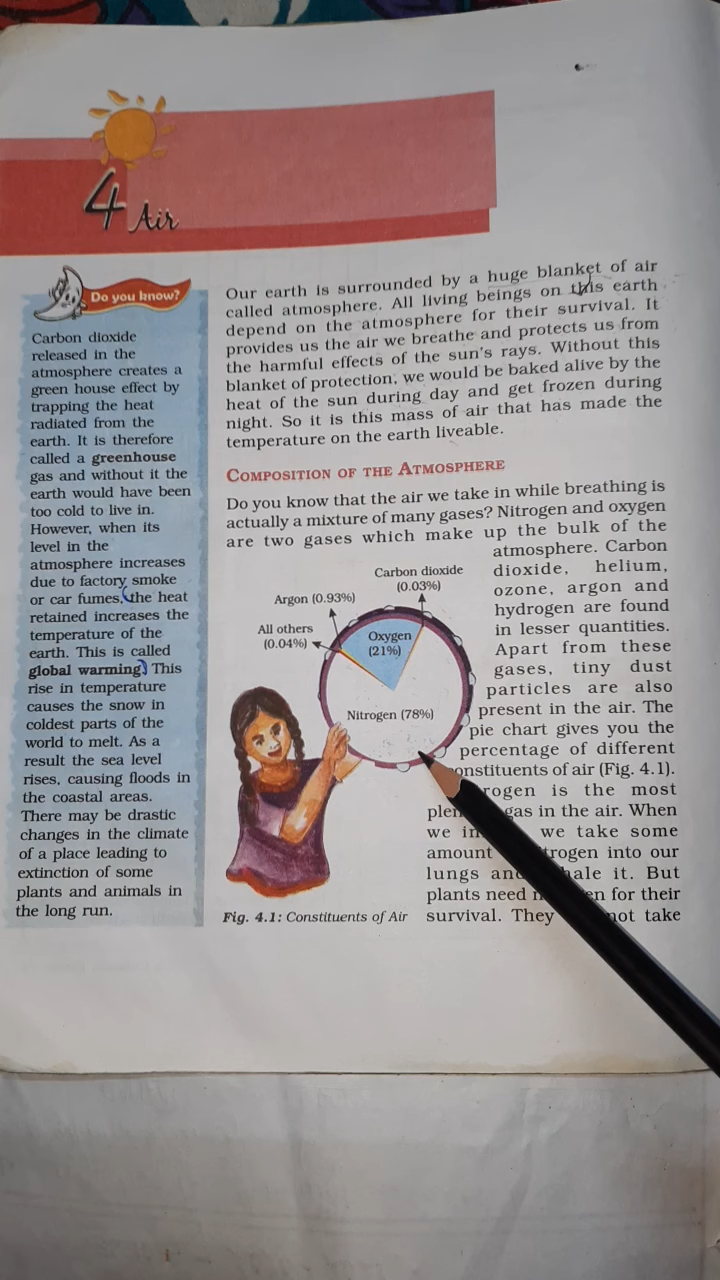 4 Air
Do you know?
Carbon dioxide
released in the
atmosphere creates a
green house effect by
trapping the heat
radiated from the
earth. It is therefore
called a greenhouse
gas and without it the
earth would have been
too cold to live in.
However, when its
level in the
atmosphere increases
due to factory smoke
or car fumes, the heat
retained increases the
temperature of the
earth. This is called
global warming. This
rise in temperature
causes the snow in
coldest parts of the
world to melt. As a
result the sea level
rises, causing floods in
the coastal areas.
There may be drastic
changes in the climate
of a place leading to
extinction of some
plants and animals in
the long run.
Our earth is surrounded by a huge blanket of air
called atmosphere. All living beings on this earth
depend on the atmosphere for their survival. It
provides us the air we breathe and protects us from
the harmful effects of the sun's rays. Without this
blanket of protection, we would be baked alive by the
heat of the sun during day and get frozen during
night. So it is this mass of air that has made the
temperature on the earth liveable.
COMPOSITION OF THE ATMOSPHERE
Do you know that the air we take in while breathing is
actually a mixture of many gases? Nitrogen and oxygen
are two gases which make up the bulk of the
atmosphere. Carbon
dioxide, helium,
ozone, argon and
hydrogen are found
in lesser quantities.
Apart from these
gases, tiny dust
particles are also
present in the air. The
pie chart gives you the
percentage of different
constituents of air (Fig. 4.1).
is the most
gas in the air. When
we we take some
amount into our
lungs and it. But
plants need for their
survival. They take
Carbon dioxide
(0.03%)
Argon (0.93%)
All others
(0.04%)
Oxygen
(21%)
Nitrogen (78%)
Fig. 4.1: Constituents of Air